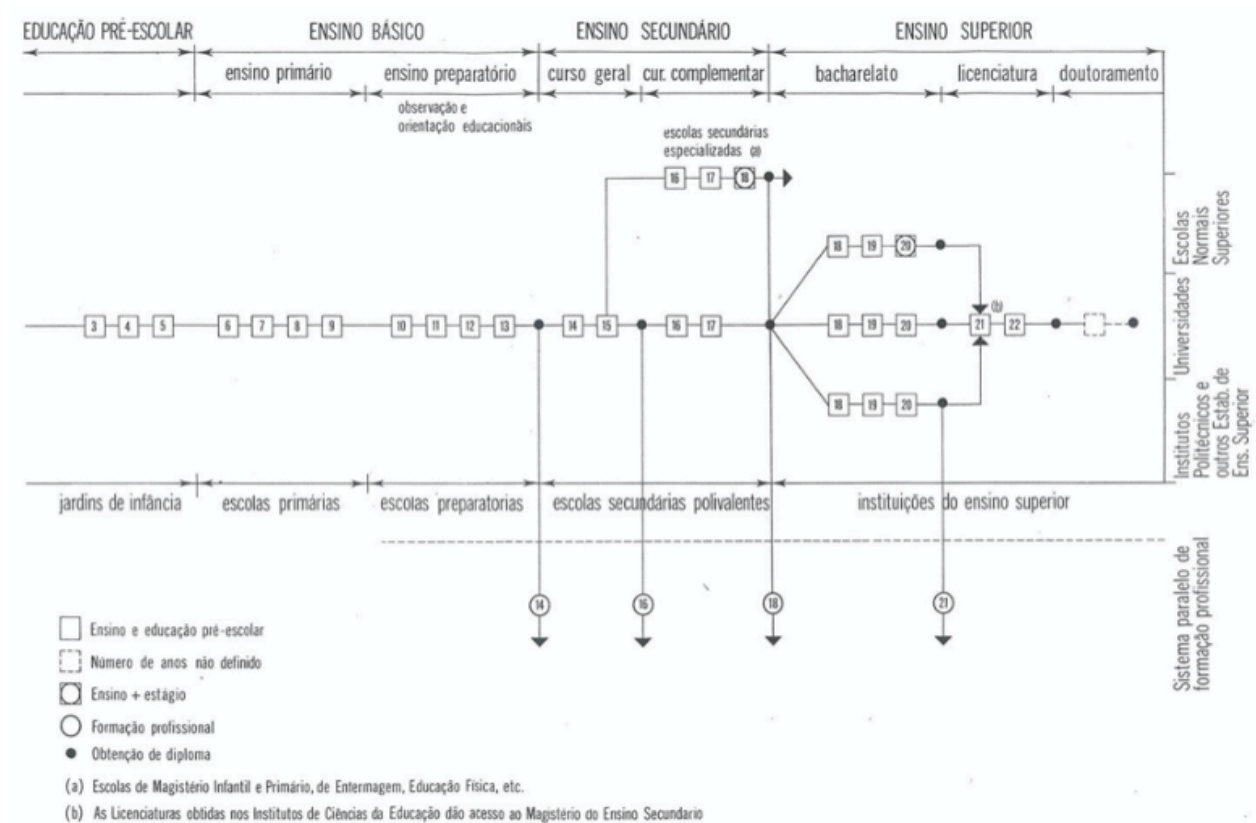 EDUCAÇÃO PRÉ-ESCOLAR ENSINO BÁSICO ENSINO SECUNDÁRIO ENSINO SUPERIOR
ensino primário ensino preparatório curso geral cur. complementar bacharelato licenciatura doutoramento
observação e
orientação educacionais
escolas secundárias
especializadas (a)
16 17 18
Escolas
Normais
Superiores
18 19 20
(b)
3 4 5 6 7 8 9 10 11 12 13 14 15 16 17 18 19 20 21 22
Universidades
18 19 20
Institutos
Politécnicos e
outros Estab. de
Ens. Superior
jardins de infância escolas primárias escolas preparatorias escolas secundárias polivalentes instituições do ensino superior
14 16 18 21
Sistema paralelo de
formação profissional
Ensino e educação pré-escolar
Número de anos não definido
Ensino + estágio
Formação profissional
Obtenção de diploma
(a) Escolas de Magistério Infantil e Primário, de Enfermagem, Educação Física, etc.
(b) As Licenciaturas obtidas nos Institutos de Ciências da Educação dão acesso ao Magistério do Ensino Secundario